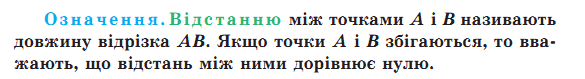 Означення. Відстанню між точками A і B називають
довжину відрізка AB. Якщо точки A і B збігаються, то вва-
жають, що відстань між ними дорівнює нулю.